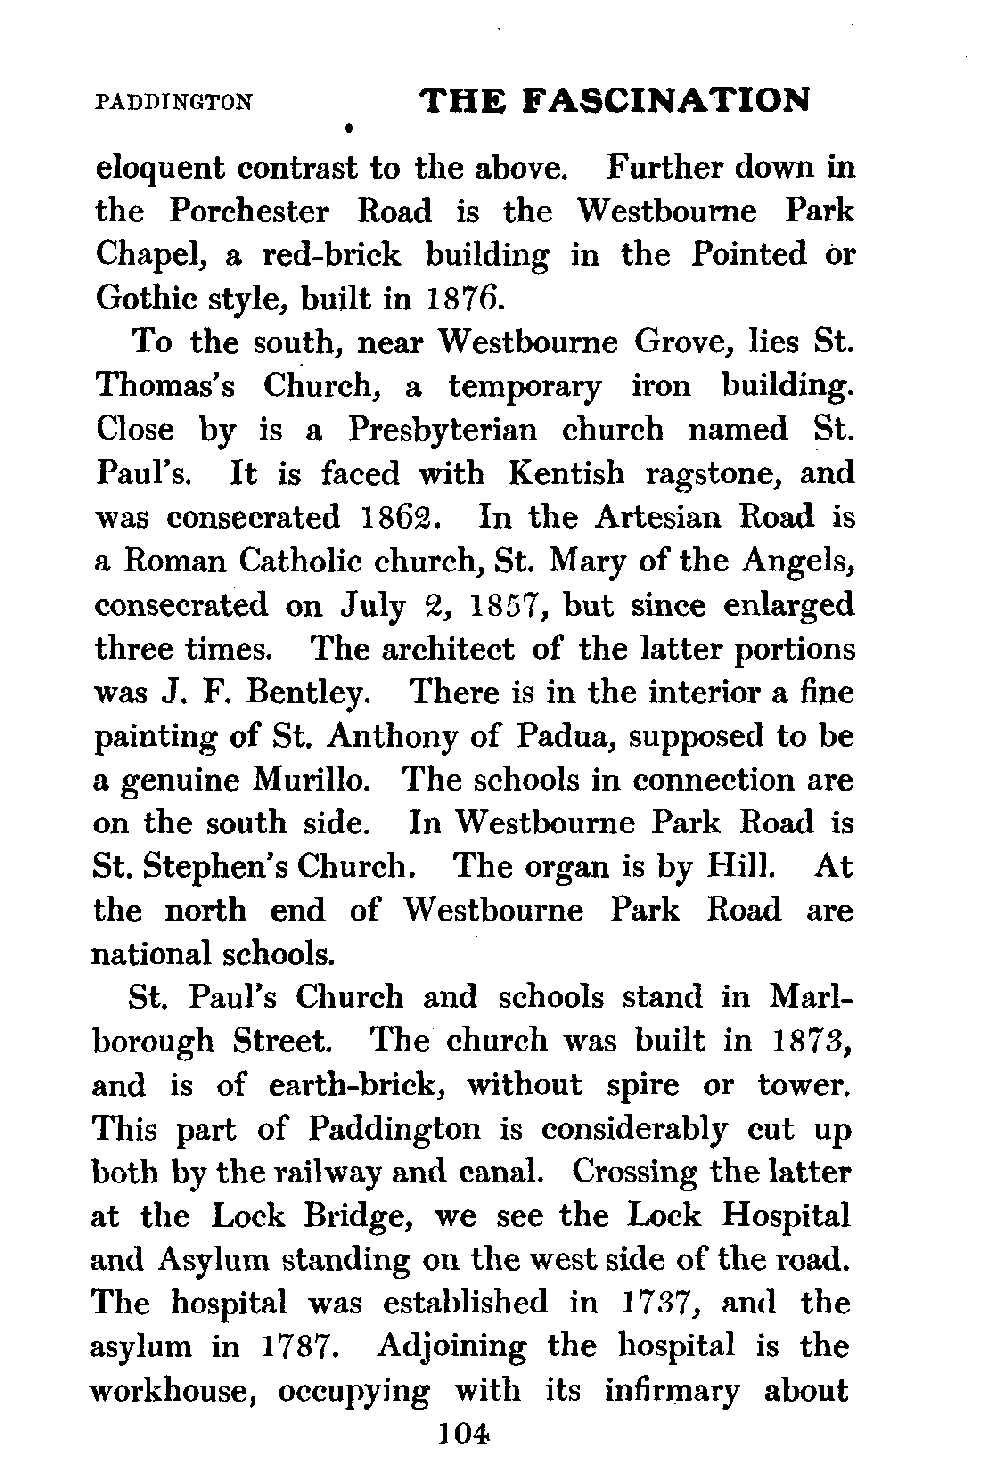 PADDINGTON THE FASCINATION
eloquent contrast to the above. Further down in
the Porchester Road is the Westbourne Park
Chapel, a red-brick building in the Pointed or
Gothic style, built in 1876.
To the south, near Westbourne Grove, lies St.
Thomas's Church, a temporary iron building.
Close by is a Presbyterian church named St.
Paul's. It is faced with Kentish ragstone, and
was consecrated 1862. In the Artesian Road is
a Roman Catholic church, St. Mary of the Angels,
consecrated on July 2, 1857, but since enlarged
three times. The architect of the latter portions
was J. F. Bentley. There is in the interior a fine
painting of St. Anthony of Padua, supposed to be
a genuine Murillo. The schools in connection are
on the south side. In Westbourne Park Road is
St. Stephen's Church. The organ is by Hill. At
the north end of Westbourne Park Road are
national schools.
St. Paul's Church and schools stand in Marl-
borough Street. The church was built in 1873,
and is of earth-brick, without spire or tower.
This part of Paddington is considerably cut up
both by the railway and canal. Crossing the latter
at the Lock Bridge, we see the Lock Hospital
and Asylum standing on the west side of the road.
The hospital was established in 1737, and the
asylum in 1787. Adjoining the hospital is the
workhouse, occupying with its infirmary about
104